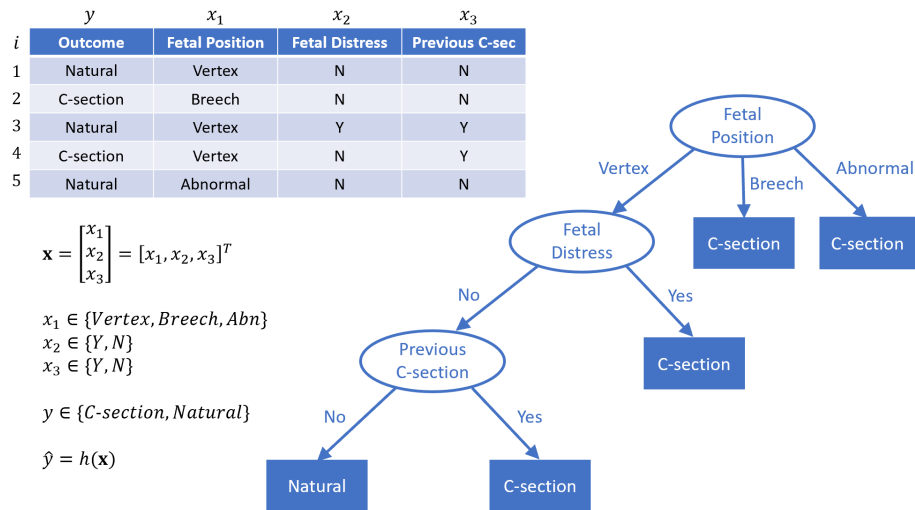 y x₁ x₂ x₃
i Outcome Fetal Position Fetal Distress Previous C-sec
1 Natural Vertex N N
2 C-section Breech N N
3 Natural Vertex Y Y
4 C-section Vertex N Y
5 Natural Abnormal N N
𝐱 = [x₁ x₂ x₃] = [x₁, x₂, x₃]ᵀ
x₁ ∈ {Vertex, Breech, Abn}
x₂ ∈ {Y, N}
x₃ ∈ {Y, N}
y ∈ {C-section, Natural}
ŷ = h(𝐱)
Fetal
Position
Vertex
Breech
Abnormal
Fetal
Distress
C-section
C-section
No
Yes
Previous
C-section
C-section
No
Yes
Natural
C-section